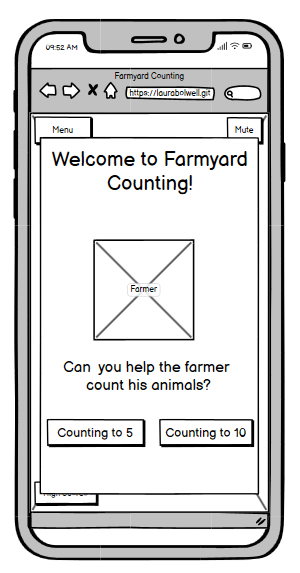 09:52 AM
Farmyard Counting
https://laurabolwell.git
Menu
Mute
Welcome to Farmyard
Counting!
Farmer
Can you help the farmer
count his animals?
Counting to 5
Counting to 10